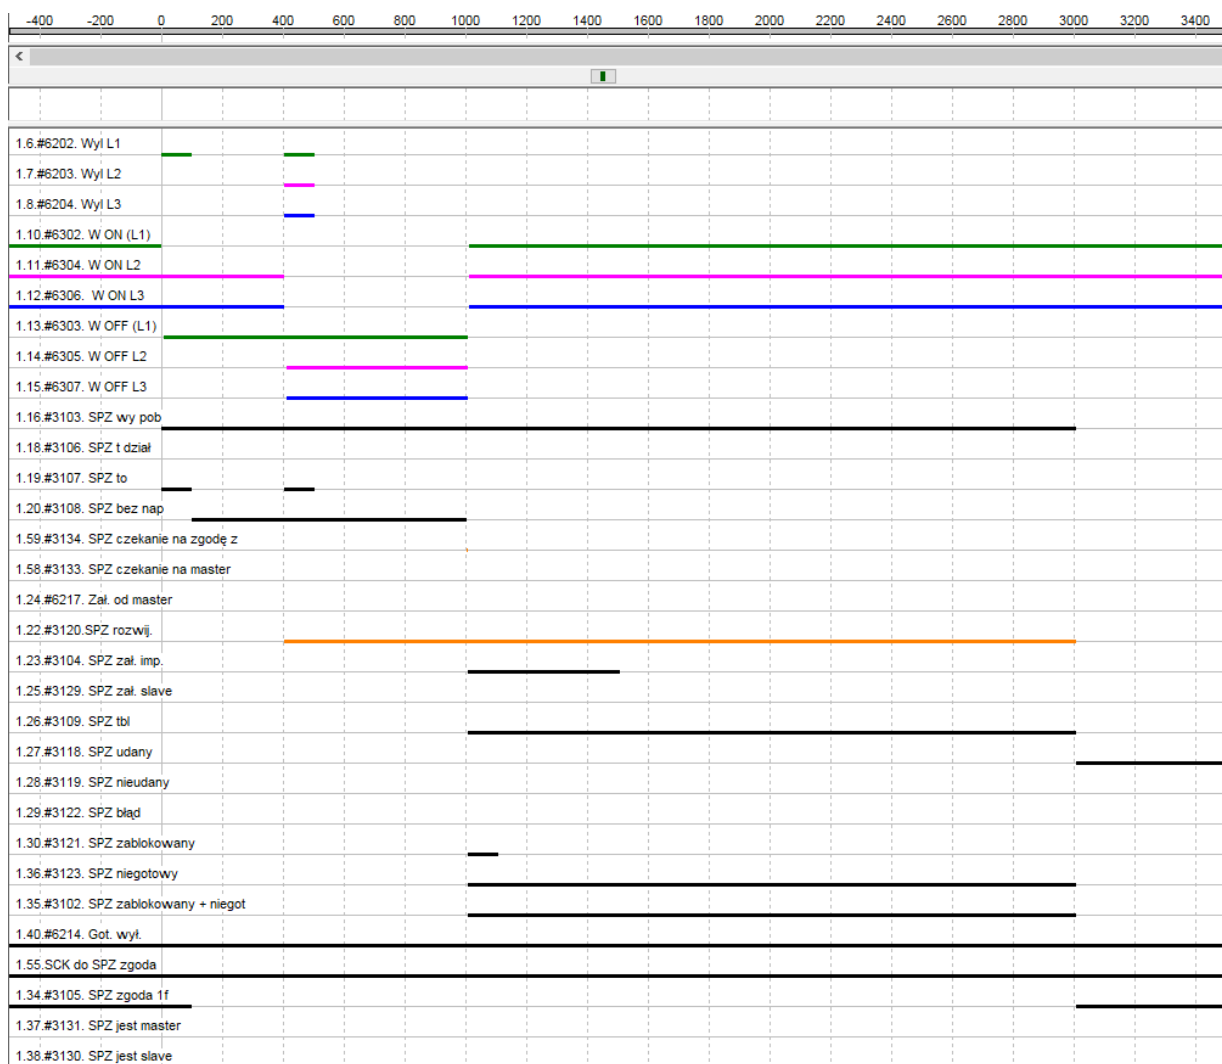 -400 -200 0 200 400 600 800 1000 1200 1400 1600 1800 2000 2200 2400 2600 2800 3000 3200 3400
1.6.#6202. Wyl L1
1.7.#6203. Wyl L2
1.8.#6204. Wyl L3
1.10.#6302. W ON (L1)
1.11.#6304. W ON L2
1.12.#6306. W ON L3
1.13.#6303. W OFF (L1)
1.14.#6305. W OFF L2
1.15.#6307. W OFF L3
1.16.#3103. SPZ wy pob
1.18.#3106. SPZ t dział
1.19.#3107. SPZ to
1.20.#3108. SPZ bez nap
1.59.#3134. SPZ czekanie na zgodę z
1.58.#3133. SPZ czekanie na master
1.24.#6217. Zał. od master
1.22.#3120.SPZ rozwij.
1.23.#3104. SPZ zał. imp.
1.25.#3129. SPZ zał. slave
1.26.#3109. SPZ tbl
1.27.#3118. SPZ udany
1.28.#3119. SPZ nieudany
1.29.#3122. SPZ błąd
1.30.#3121. SPZ zablokowany
1.36.#3123. SPZ niegotowy
1.35.#3102. SPZ zablokowany + niegot
1.40.#6214. Got. wył.
1.55.SCK do SPZ zgoda
1.34.#3105. SPZ zgoda 1f
1.37.#3131. SPZ jest master
1.38.#3130. SPZ jest slave